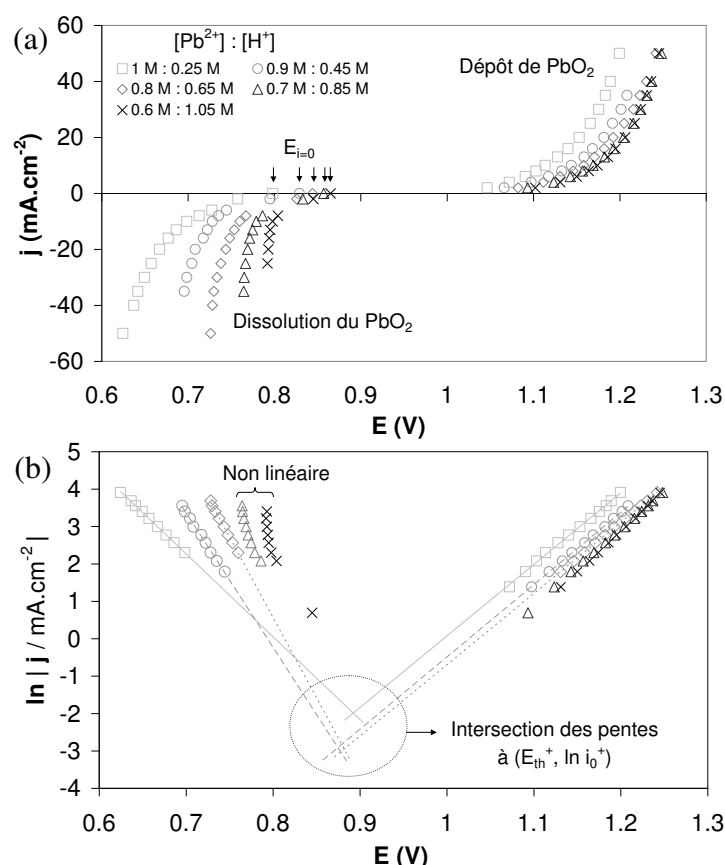 (a)
[Pb²⁺] : [H⁺]
1 M : 0.25 M
0.9 M : 0.45 M
0.8 M : 0.65 M
0.7 M : 0.85 M
0.6 M : 1.05 M
Dépôt de PbO₂
E_{i=0}
Dissolution du PbO₂
j (mA.cm⁻²)
60
40
20
0
-20
-40
-60
0.6 0.7 0.8 0.9 1 1.1 1.2 1.3
E (V)
(b)
Non linéaire
ln | j / mA.cm⁻² |
5
4
3
2
1
0
-1
-2
-3
-4
Intersection des pentes
à (E_{th}⁺, ln i₀⁺)
0.6 0.7 0.8 0.9 1 1.1 1.2 1.3
E (V)